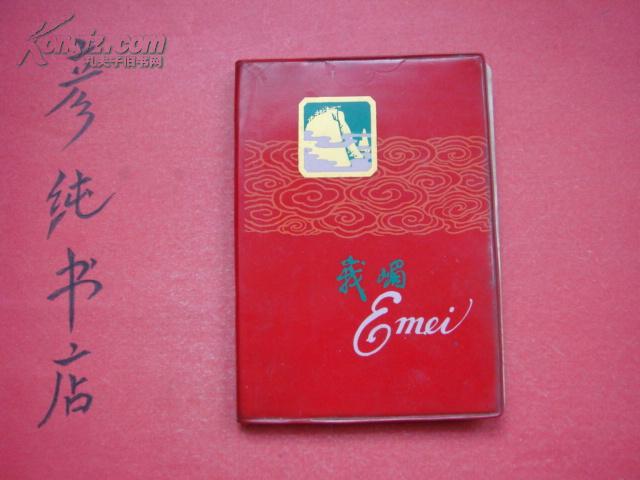 Kongfz.com
孔夫子旧书网
彦纯书店
峨嵋
Emei